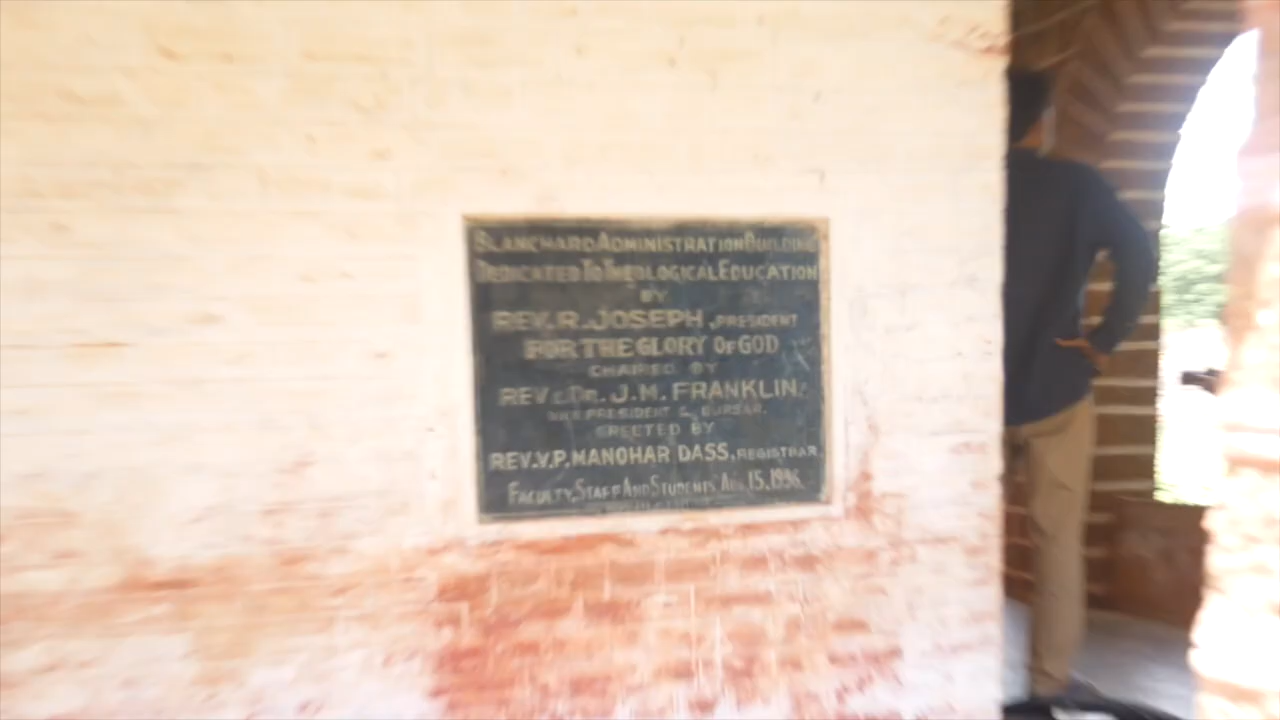 BLANCHARD ADMINISTRATION BUILDING
DEDICATED TO THEOLOGICAL EDUCATION
BY
REV. R. JOSEPH, PRESIDENT
FOR THE GLORY OF GOD
CHAIRED BY
REV. DR. J.M. FRANKLIN.
VICE PRESIDENT & BURSAR.
ERECTED BY
REV. V.P. MANOHAR DASS, REGISTRAR.
FACULTY, STAFF AND STUDENTS AUG. 15,